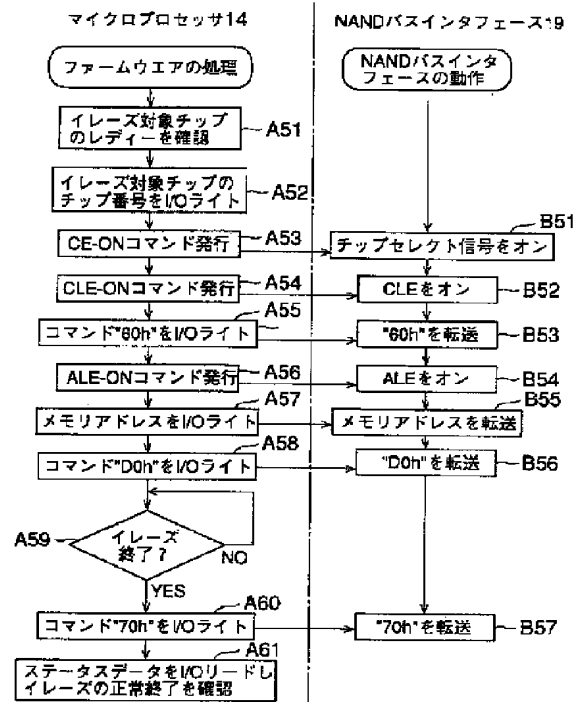 マイクロプロセッサ14
NANDバスインタフェース19
ファームウエアの処理
NANDバスインタ
フェースの動作
イレーズ対象チップ
のレディーを確認
A51
イレーズ対象チップの
チップ番号をI/Oライト
A52
CE-ONコマンド発行
A53
チップセレクト信号をオン
B51
CLE-ONコマンド発行
A54
CLEをオン
B52
コマンド"60h"をI/Oライト
A55
"60h"を転送
B53
ALE-ONコマンド発行
A56
ALEをオン
B54
メモリアドレスをI/Oライト
A57
メモリアドレスを転送
B55
コマンド"D0h"をI/Oライト
A58
"D0h"を転送
B56
A59
イレーズ
終了?
NO
YES
コマンド"70h"をI/Oライト
A60
"70h"を転送
B57
ステータスデータをI/Oリードし
イレーズの正常終了を確認
A61